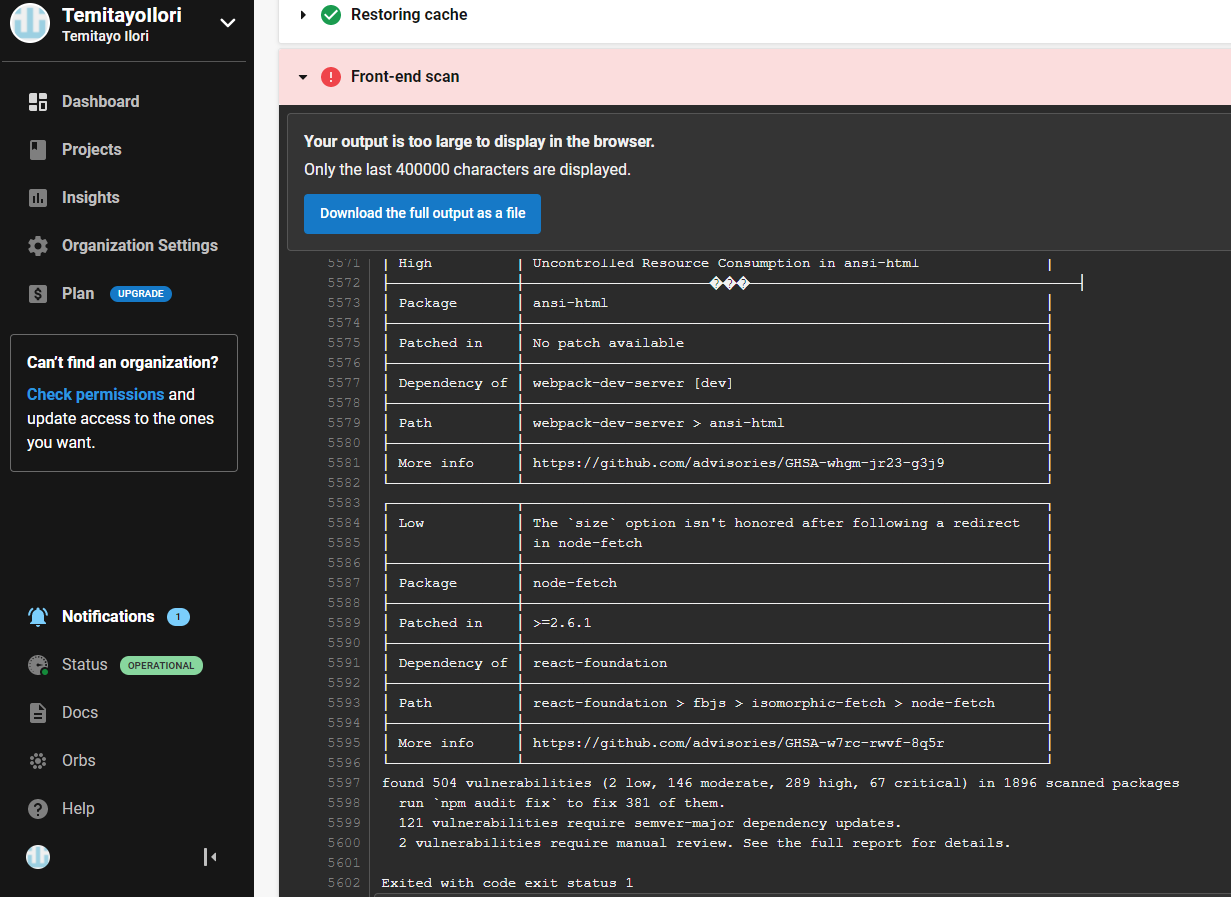 TemitayoIlori
Temitayo Ilori
Dashboard
Projects
Insights
Organization Settings
Plan UPGRADE
Can't find an organization?
Check permissions and
update access to the ones
you want.
Notifications 1
Status OPERATIONAL
Docs
Orbs
Help
Restoring cache
Front-end scan
Your output is too large to display in the browser.
Only the last 400000 characters are displayed.
Download the full output as a file
5571 │ High │ Uncontrolled Resource Consumption in ansi-html │
5572 ���
5573 │ Package │ ansi-html │
5574
5575 │ Patched in │ No patch available │
5576
5577 │ Dependency of │ webpack-dev-server [dev] │
5578
5579 │ Path │ webpack-dev-server > ansi-html │
5580
5581 │ More info │ https://github.com/advisories/GHSA-whgm-jr23-g3j9 │
5582
5583
5584 │ Low │ The `size` option isn't honored after following a redirect │
5585 │ │ in node-fetch │
5586
5587 │ Package │ node-fetch │
5588
5589 │ Patched in │ >=2.6.1 │
5590
5591 │ Dependency of │ react-foundation │
5592
5593 │ Path │ react-foundation > fbjs > isomorphic-fetch > node-fetch │
5594
5595 │ More info │ https://github.com/advisories/GHSA-w7rc-rwvf-8q5r │
5596
5597 found 504 vulnerabilities (2 low, 146 moderate, 289 high, 67 critical) in 1896 scanned packages
5598 run `npm audit fix` to fix 381 of them.
5599 121 vulnerabilities require semver-major dependency updates.
5600 2 vulnerabilities require manual review. See the full report for details.
5601
5602 Exited with code exit status 1